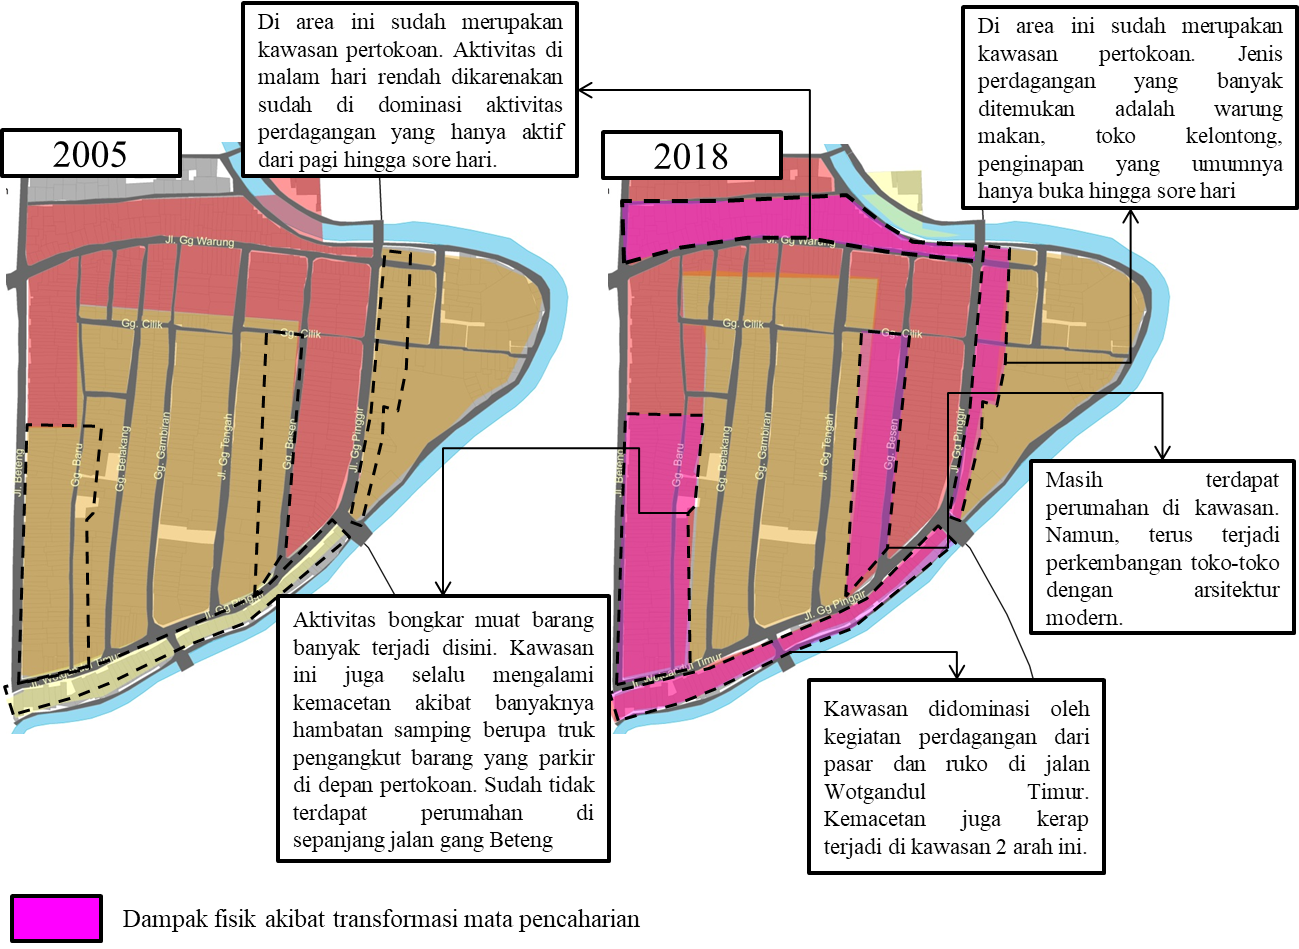 Di area ini sudah merupakan
kawasan pertokoan. Aktivitas di
malam hari rendah dikarenakan
sudah di dominasi aktivitas
perdagangan yang hanya aktif
dari pagi hingga sore hari.
Di area ini sudah merupakan
kawasan pertokoan. Jenis
perdagangan yang banyak
ditemukan adalah warung
makan, toko kelontong,
penginapan yang umumnya
hanya buka hingga sore hari
2005
2018
Jl. Gg Warung
Gg. Cilik
Gg. Cilik
Jl. Beteng
Gg. Baru
Gg. Belakang
Gg. Gambiran
Jl. Gg Tengah
Gg. Besen
Jl. Gg Pinggir
Jl. Gg Warung
Gg. Cilik
Gg. Cilik
Jl. Beteng
Gg. Baru
Gg. Belakang
Gg. Gambiran
Jl. Gg Tengah
Gg. Besen
Jl. Gg Pinggir
Jl. Gg Pinggir
Timur
Masih terdapat
perumahan di kawasan.
Namun, terus terjadi
perkembangan toko-toko
dengan arsitektur
modern.
Aktivitas bongkar muat barang
banyak terjadi disini. Kawasan
ini juga selalu mengalami
kemacetan akibat banyaknya
hambatan samping berupa truk
pengangkut barang yang parkir
di depan pertokoan. Sudah tidak
terdapat perumahan di
sepanjang jalan gang Beteng
Kawasan didominasi oleh
kegiatan perdagangan dari
pasar dan ruko di jalan
Wotgandul Timur.
Kemacetan juga kerap
terjadi di kawasan 2 arah ini.
Dampak fisik akibat transformasi mata pencaharian